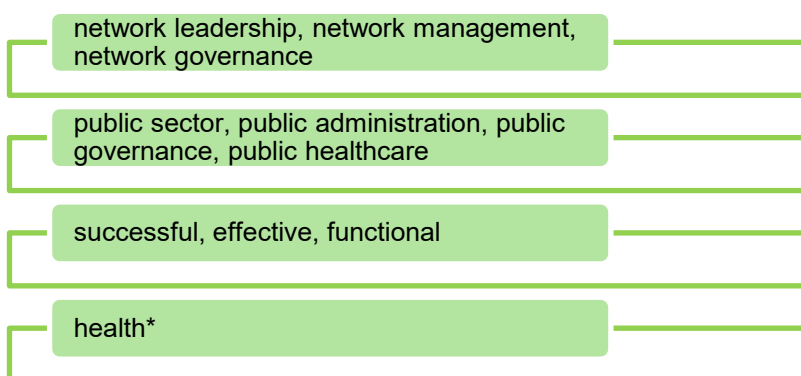 network leadership, network management,
network governance
public sector, public administration, public
governance, public healthcare
successful, effective, functional
health*